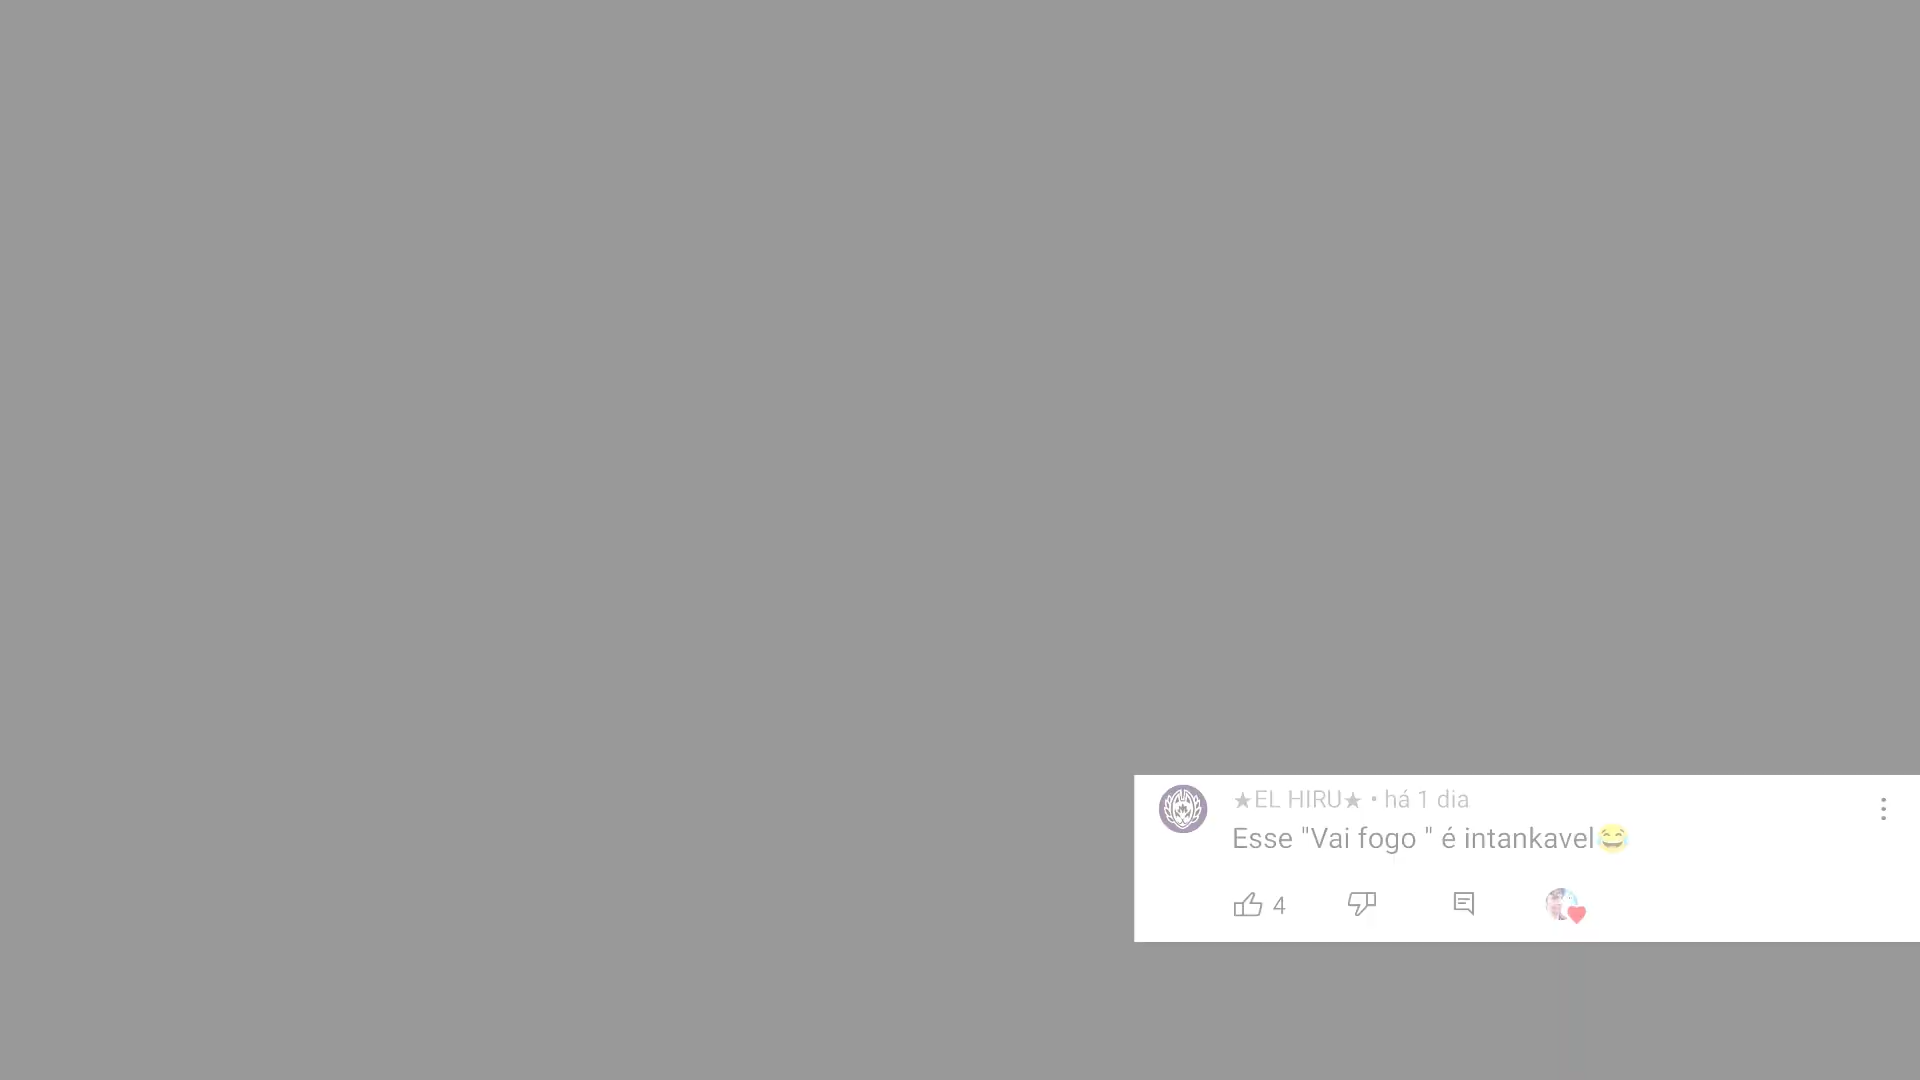 ★EL HIRU★ • há 1 dia
Esse "Vai fogo " é intankavel😂
4